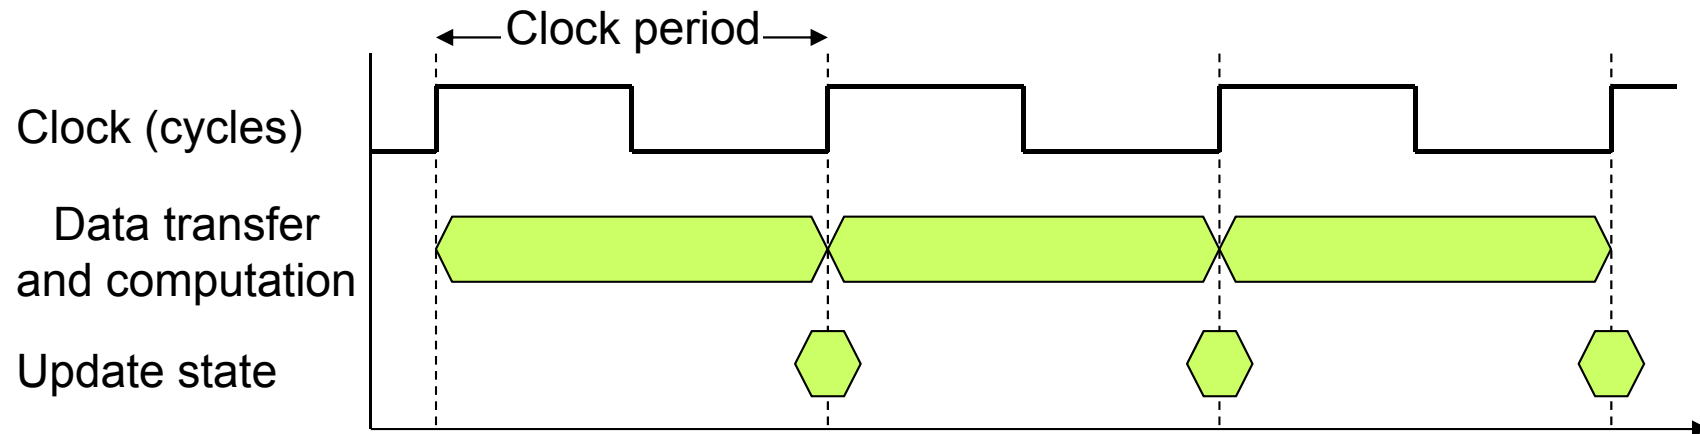 Clock period
Clock (cycles)
Data transfer
and computation
Update state